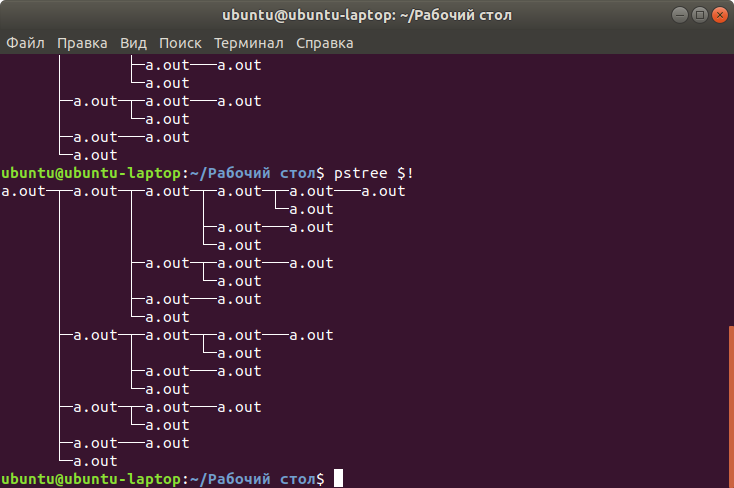 ubuntu@ubuntu-laptop: ~/Рабочий стол
Файл Правка Вид Поиск Терминал Справка
│       ├─a.out───a.out
│       └─a.out
├─a.out─┬─a.out───a.out
│       └─a.out
├─a.out───a.out
└─a.out
ubuntu@ubuntu-laptop:~/Рабочий стол$ pstree $!
a.out─┬─a.out─┬─a.out─┬─a.out─┬─a.out───a.out
│       │       │       └─a.out
│       │       ├─a.out───a.out
│       │       └─a.out
│       ├─a.out─┬─a.out───a.out
│       │       └─a.out
│       ├─a.out───a.out
│       └─a.out
├─a.out─┬─a.out─┬─a.out───a.out
│       │       └─a.out
│       ├─a.out───a.out
│       └─a.out
├─a.out─┬─a.out───a.out
│       └─a.out
├─a.out───a.out
└─a.out
ubuntu@ubuntu-laptop:~/Рабочий стол$